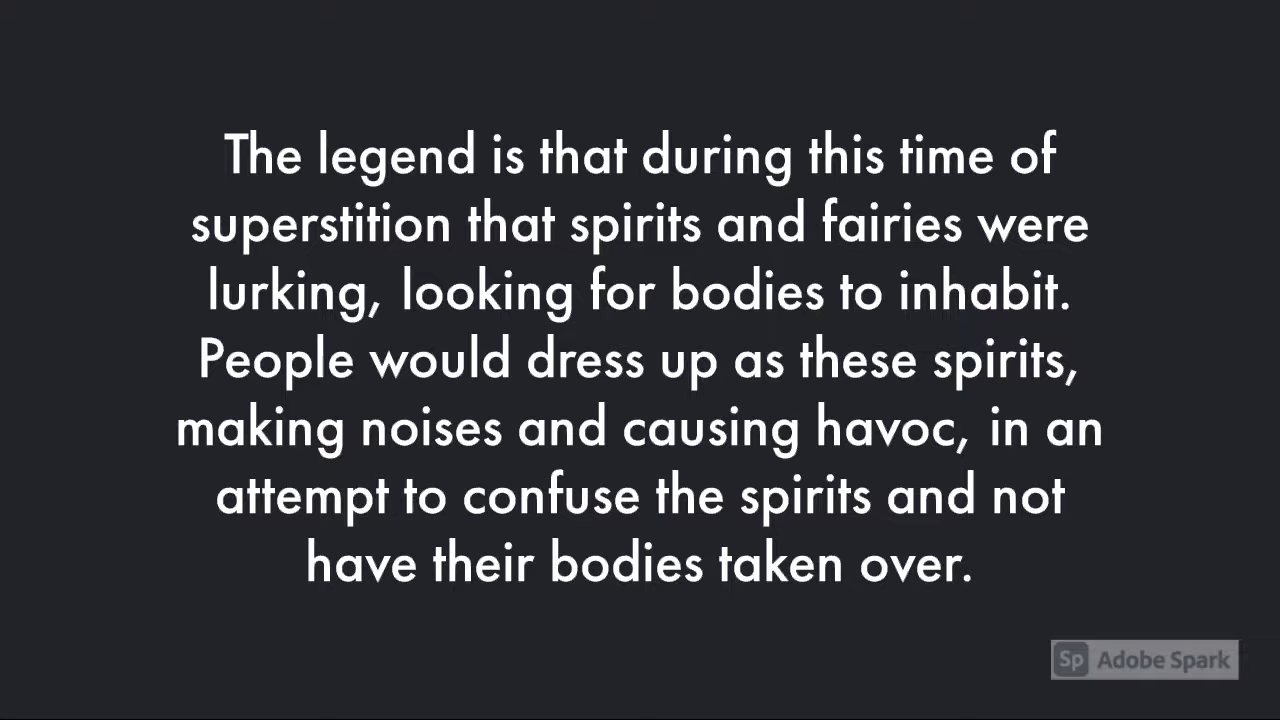 The legend is that during this time of
superstition that spirits and fairies were
lurking, looking for bodies to inhabit.
People would dress up as these spirits,
making noises and causing havoc, in an
attempt to confuse the spirits and not
have their bodies taken over.
Sp Adobe Spark